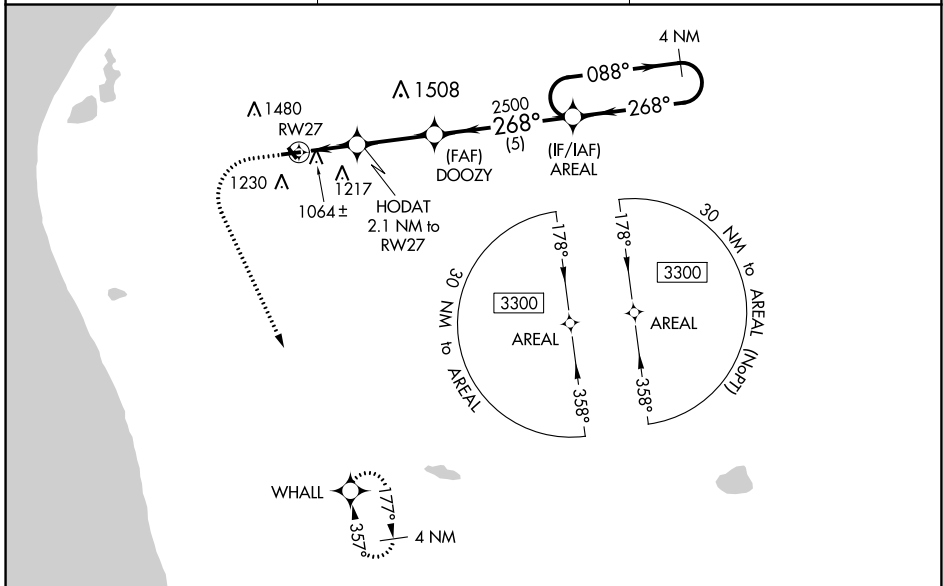 4 NM
088°
268°
1508
1480
RW27
2500
268°
(5)
(FAF)
DOOZY
(IF/IAF)
AREAL
1230
1217
1064±
HODAT
2.1 NM to
RW27
178°
3300
AREAL
358°
30 NM to AREAL
178°
3300
AREAL
358°
30 NM to AREAL (NoPT)
WHALL
177°
357°
4 NM